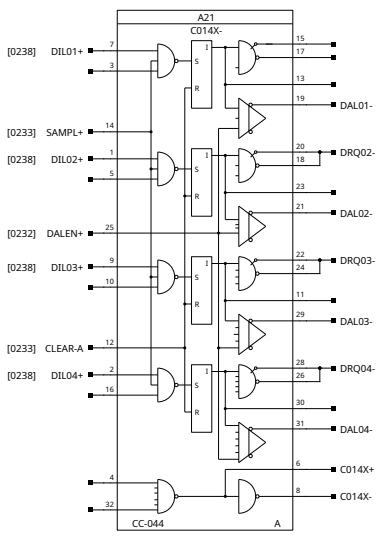 A21
C014X-
[0238] DIL01+ 7
3
I
S
R
15
17
13
19 DAL01-
[0233] SAMPL+ 14
[0238] DIL02+ 1
5
I
S
R
20 DRQ02-
18
23
21 DAL02-
[0232] DALEN+ 25
[0238] DIL03+ 9
10
I
S
R
22 DRQ03-
24
11
29 DAL03-
[0233] CLEAR-A 12
[0238] DIL04+ 2
16
I
S
R
28 DRQ04-
26
30
31 DAL04-
4
32
6 C014X+
8 C014X-
CC-044 A